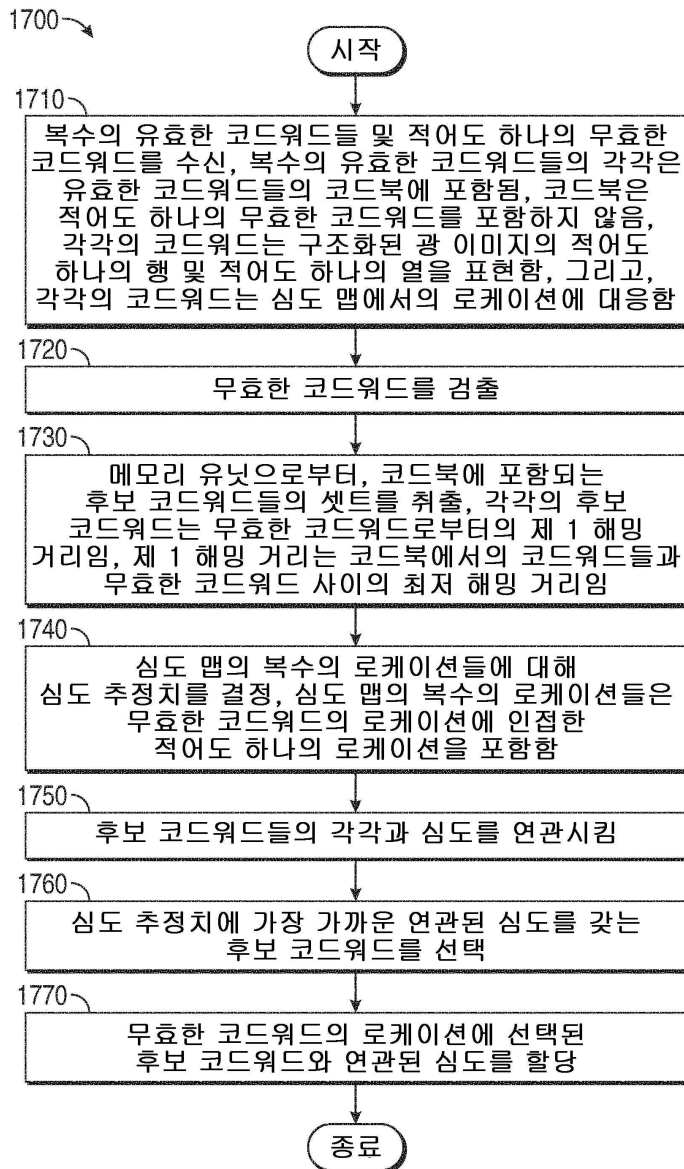 1700
시작
1710
복수의 유효한 코드워드들 및 적어도 하나의 무효한
코드워드를 수신, 복수의 유효한 코드워드들의 각각은
유효한 코드워드들의 코드북에 포함됨, 코드북은
적어도 하나의 무효한 코드워드를 포함하지 않음,
각각의 코드워드는 구조화된 광 이미지의 적어도
하나의 행 및 적어도 하나의 열을 표현함, 그리고,
각각의 코드워드는 심도 맵에서의 로케이션에 대응함
1720
무효한 코드워드를 검출
1730
메모리 유닛으로부터, 코드북에 포함되는
후보 코드워드들의 셋트를 취출, 각각의 후보
코드워드는 무효한 코드워드로부터의 제 1 해밍
거리임, 제 1 해밍 거리는 코드북에서의 코드워드들과
무효한 코드워드 사이의 최저 해밍 거리임
1740
심도 맵의 복수의 로케이션들에 대해
심도 추정치를 결정, 심도 맵의 복수의 로케이션들은
무효한 코드워드의 로케이션에 인접한
적어도 하나의 로케이션을 포함함
1750
후보 코드워드들의 각각과 심도를 연관시킴
1760
심도 추정치에 가장 가까운 연관된 심도를 갖는
후보 코드워드를 선택
1770
무효한 코드워드의 로케이션에 선택된
후보 코드워드와 연관된 심도를 할당
종료